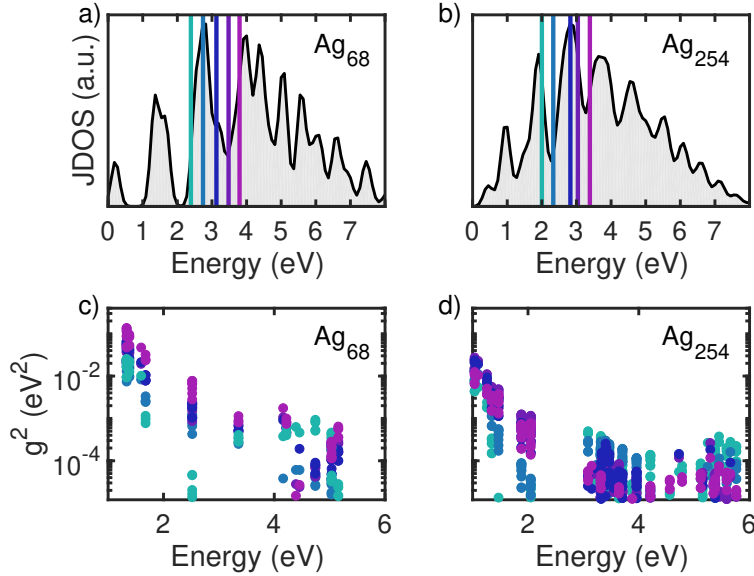 a)
Ag68
JDOS (a.u.)
0 1 2 3 4 5 6 7
Energy (eV)
b)
Ag254
0 1 2 3 4 5 6 7
Energy (eV)
c)
Ag68
g² (eV²)
10⁻²
10⁻⁴
2 4 6
Energy (eV)
d)
Ag254
2 4 6
Energy (eV)